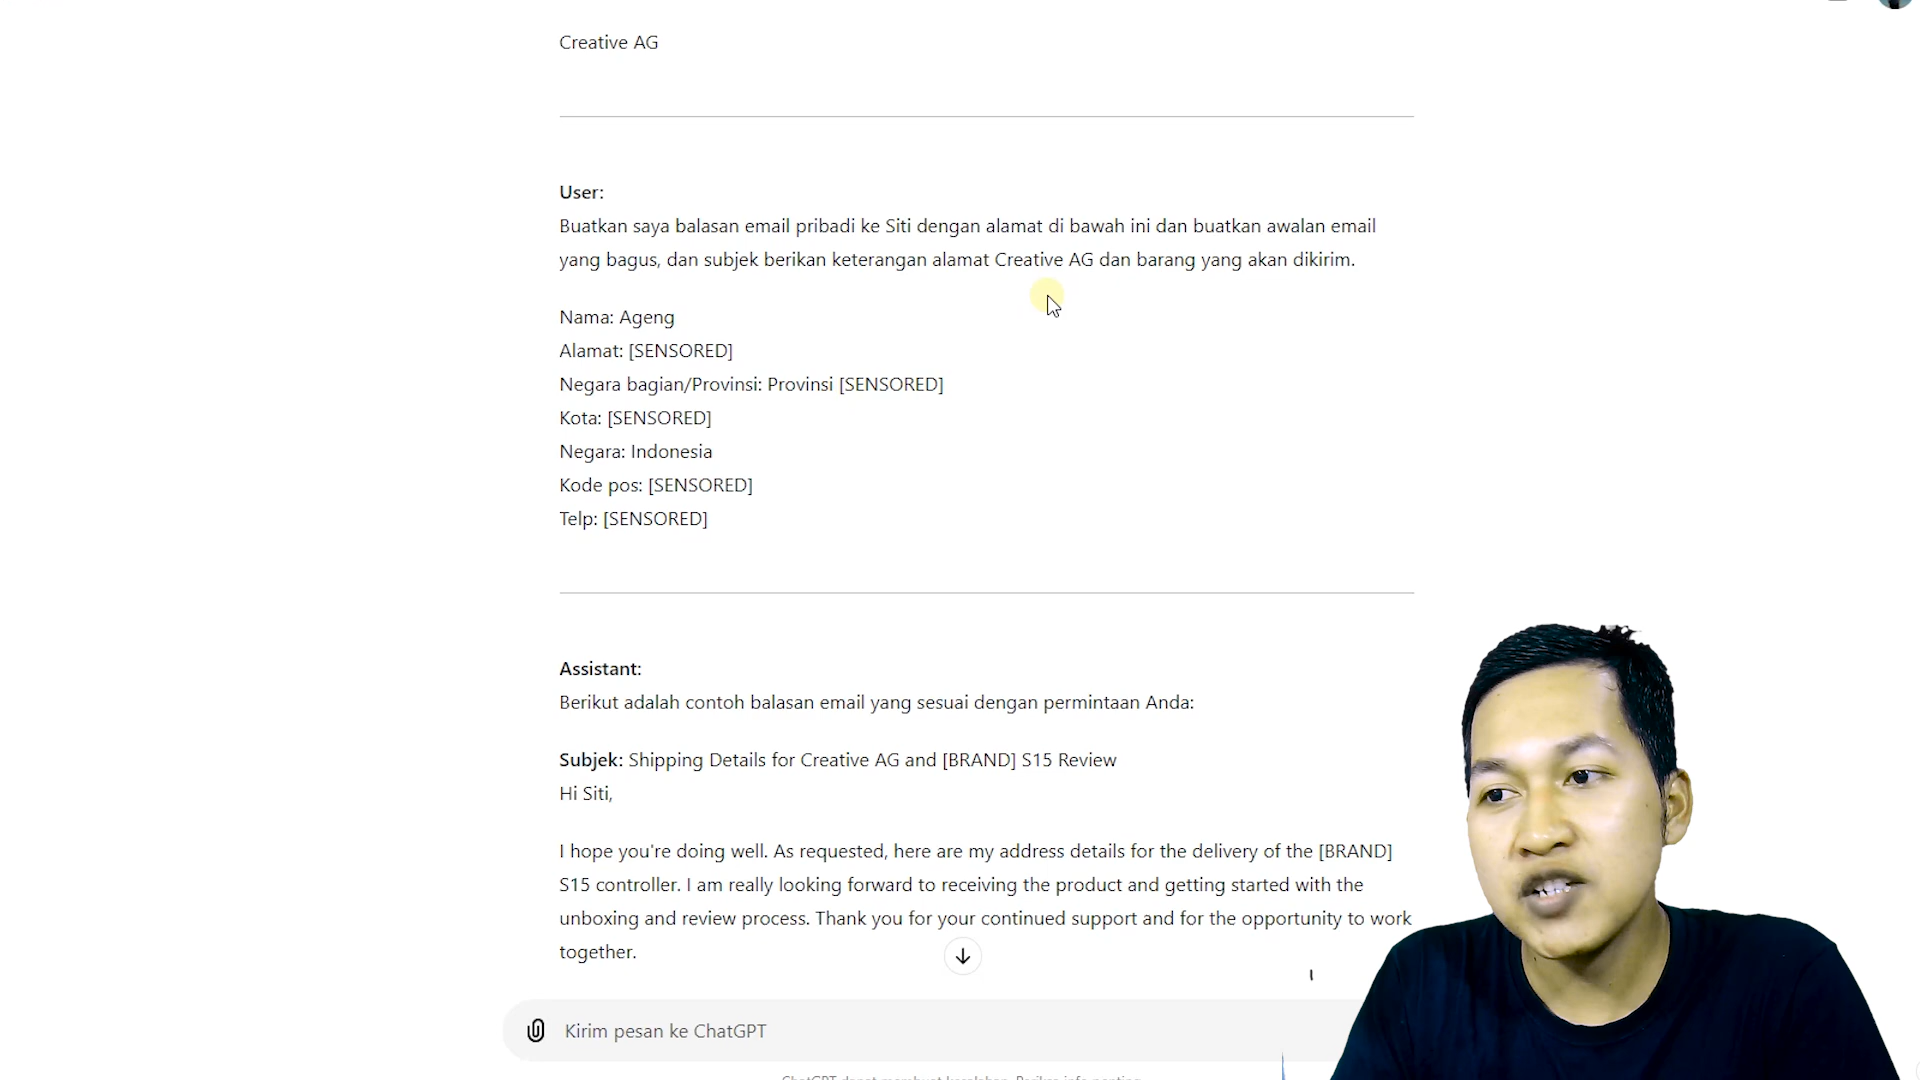 Creative AG
User:
Buatkan saya balasan email pribadi ke Siti dengan alamat di bawah ini dan buatkan awalan email
yang bagus, dan subjek berikan keterangan alamat Creative AG dan barang yang akan dikirim.
Nama: Ageng
Alamat: [SENSORED]
Negara bagian/Provinsi: Provinsi [SENSORED]
Kota: [SENSORED]
Negara: Indonesia
Kode pos: [SENSORED]
Telp: [SENSORED]
Assistant:
Berikut adalah contoh balasan email yang sesuai dengan permintaan Anda:
Subjek: Shipping Details for Creative AG and [BRAND] S15 Review
Hi Siti,
I hope you're doing well. As requested, here are my address details for the delivery of the [BRAND]
S15 controller. I am really looking forward to receiving the product and getting started with the
unboxing and review process. Thank you for your continued support and for the opportunity to work
together.
Kirim pesan ke ChatGPT